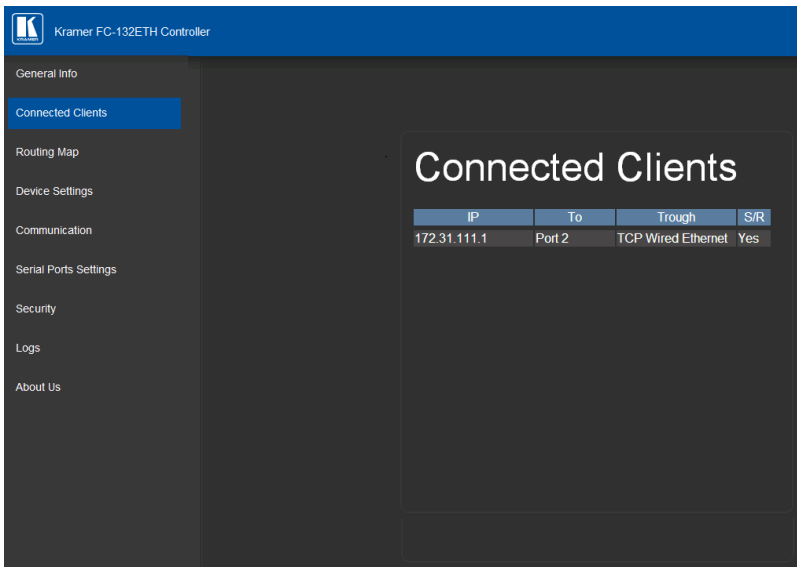 KRAMER
Kramer FC-132ETH Controller
General Info
Connected Clients
Routing Map
Device Settings
Communication
Serial Ports Settings
Security
Logs
About Us
Connected Clients
IP To Trough S/R
172.31.111.1 Port 2 TCP Wired Ethernet Yes